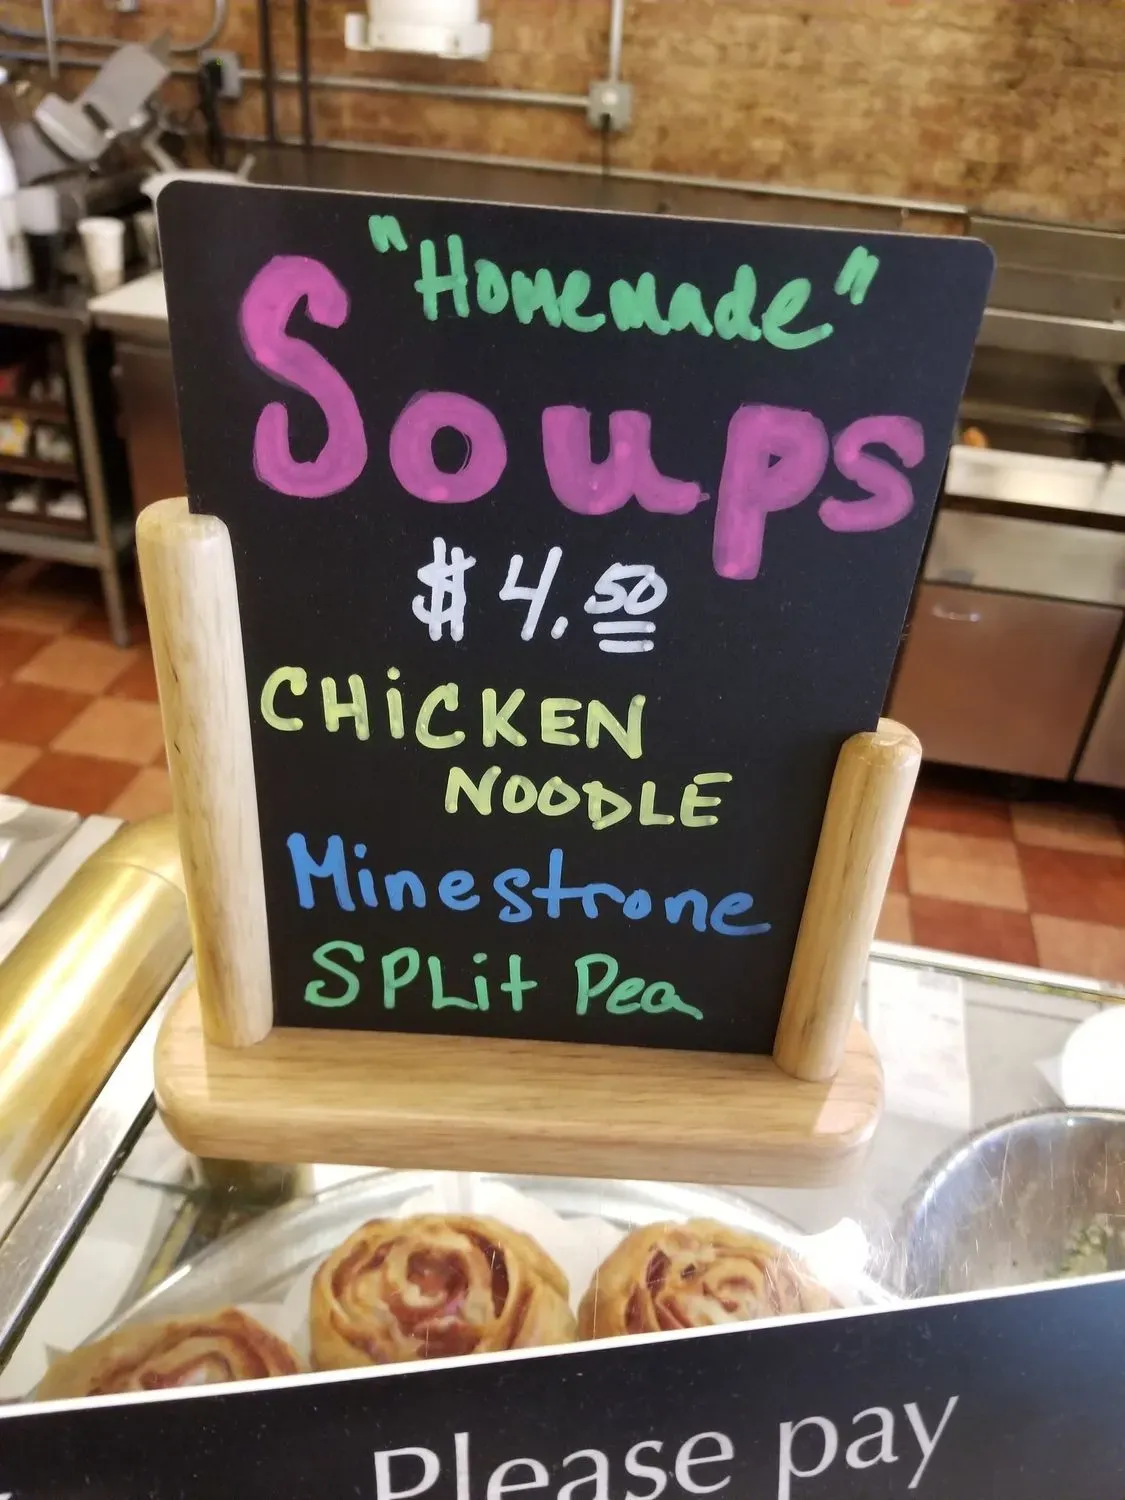 "Homemade"
Soups
$4.50
CHiCKEN
NOODLE
Minestrone
SPLit Pea
Please pay